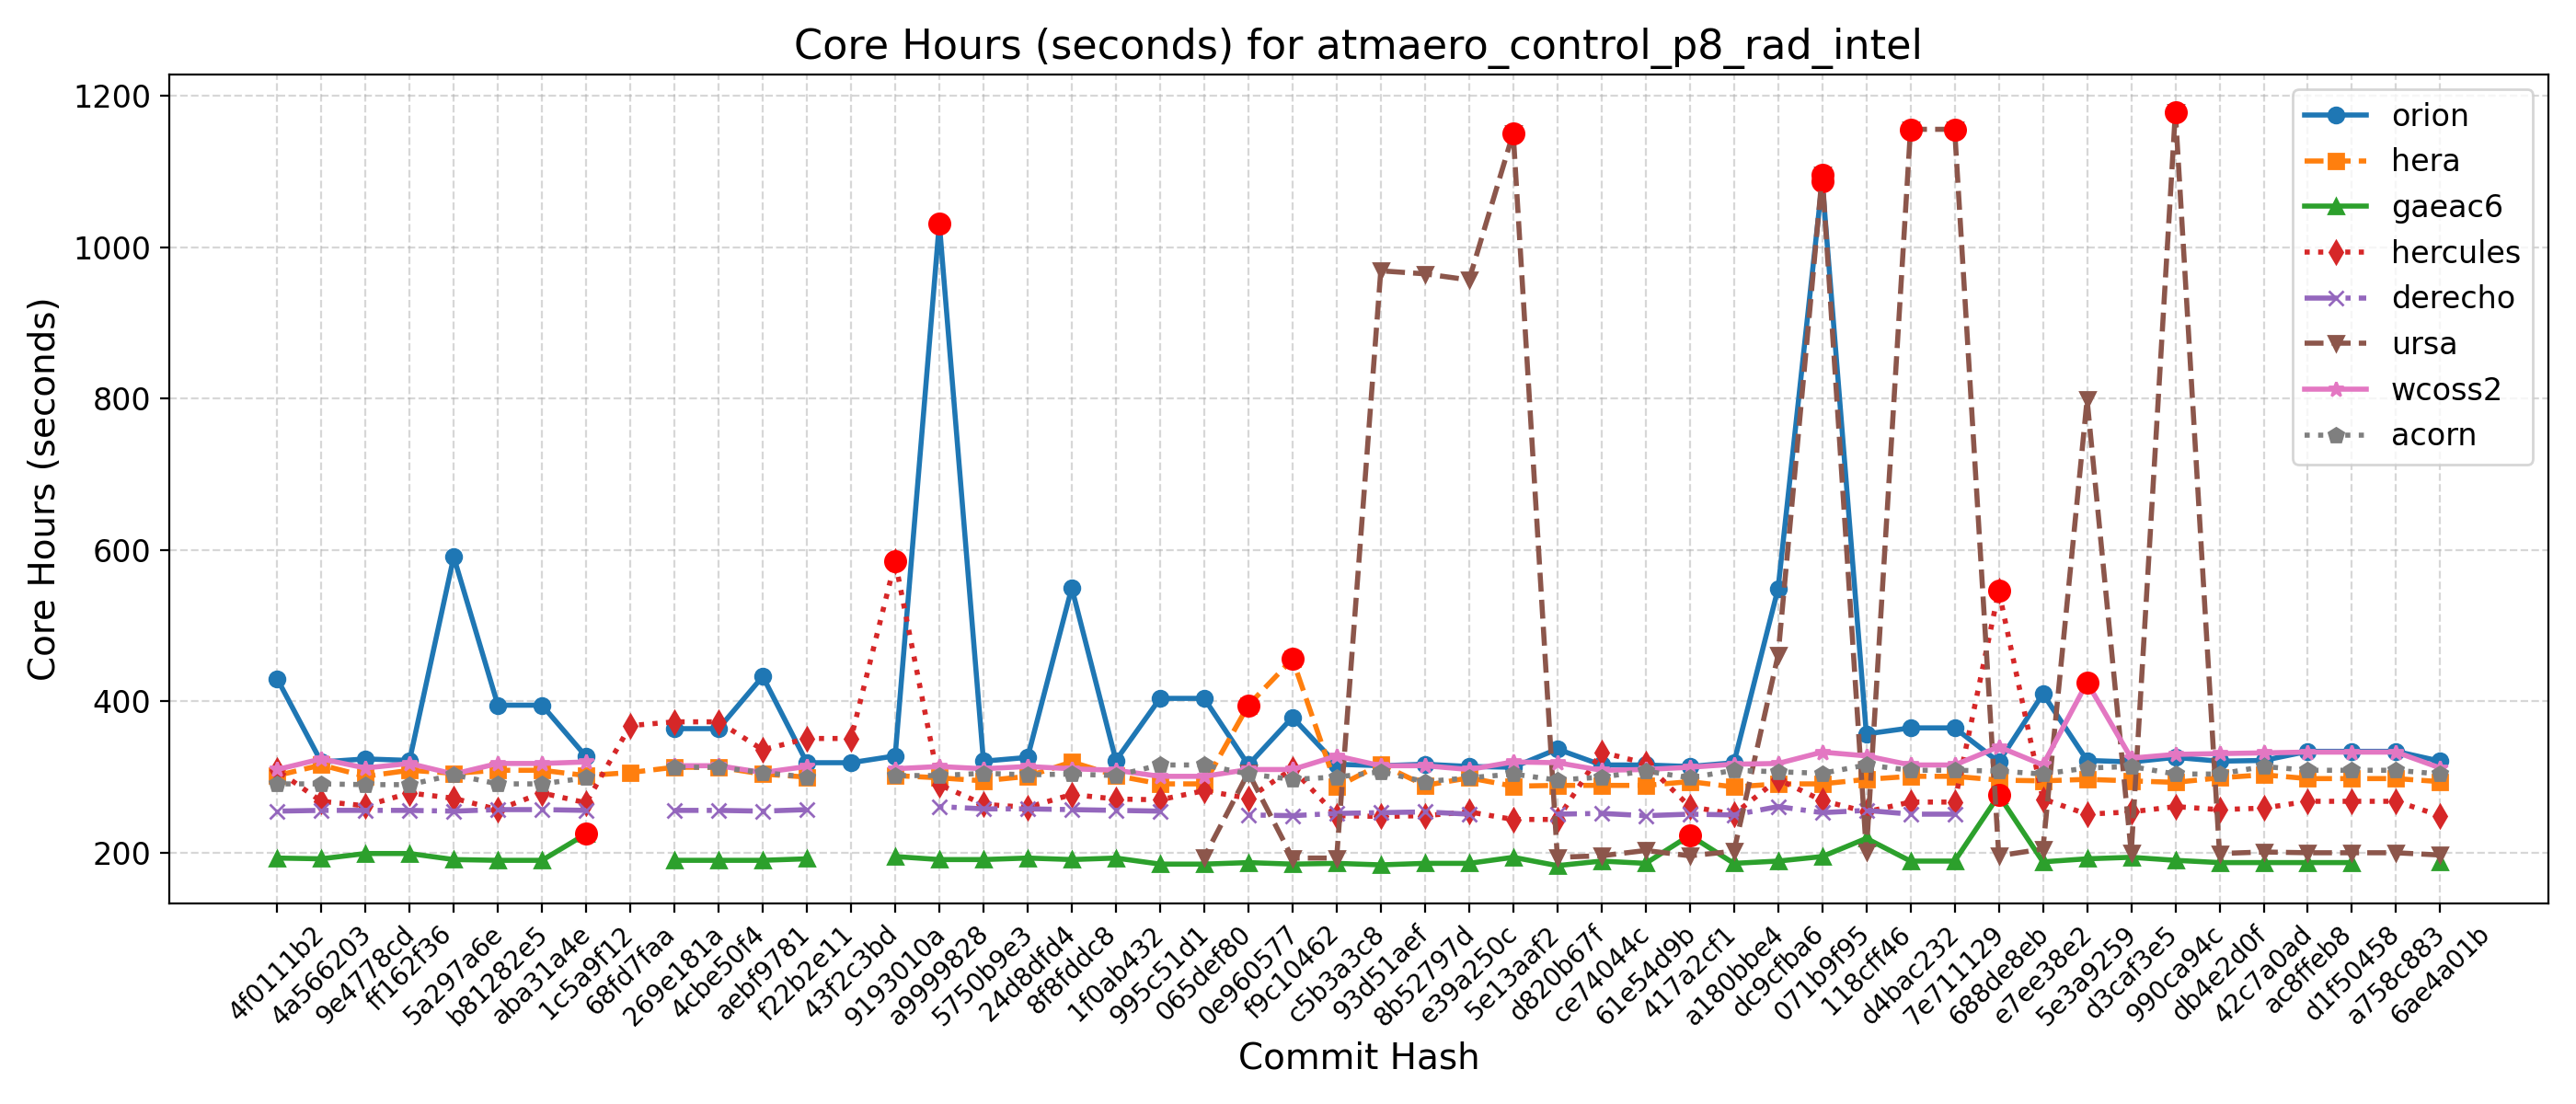 Core Hours (seconds) for atmaero_control_p8_rad_intel
Core Hours (seconds)
1200
1000
800
600
400
200
orion
hera
gaeac6
hercules
derecho
ursa
wcoss2
acorn
4f0111b2
4a566203
9e4778cd
ff162f36
5a297a6e
b81282e5
aba31a4e
1c5a9f12
68fd7faa
269e181a
4cbe50f4
aebf9781
f22b2e11
43f2c3bd
9193010a
a9999828
5750b9e3
24d8dfd4
8f8fddc8
1f0ab432
995c51d1
065def80
0e960577
f9c10462
c5b3a3c8
93d51aef
8b52797d
e39a250c
5e13aaf2
d820b67f
ce74044c
61e54d9b
417a2cf1
a180bbe4
dc9cfba6
071b9f95
118cff46
d4bac232
7e711129
688de8eb
e7ee38e2
5e3a9259
d3caf3e5
990ca94c
db4e2d0f
42c7a0ad
ac8ffeb8
d1f50458
a758c883
6ae4a01b
Commit Hash